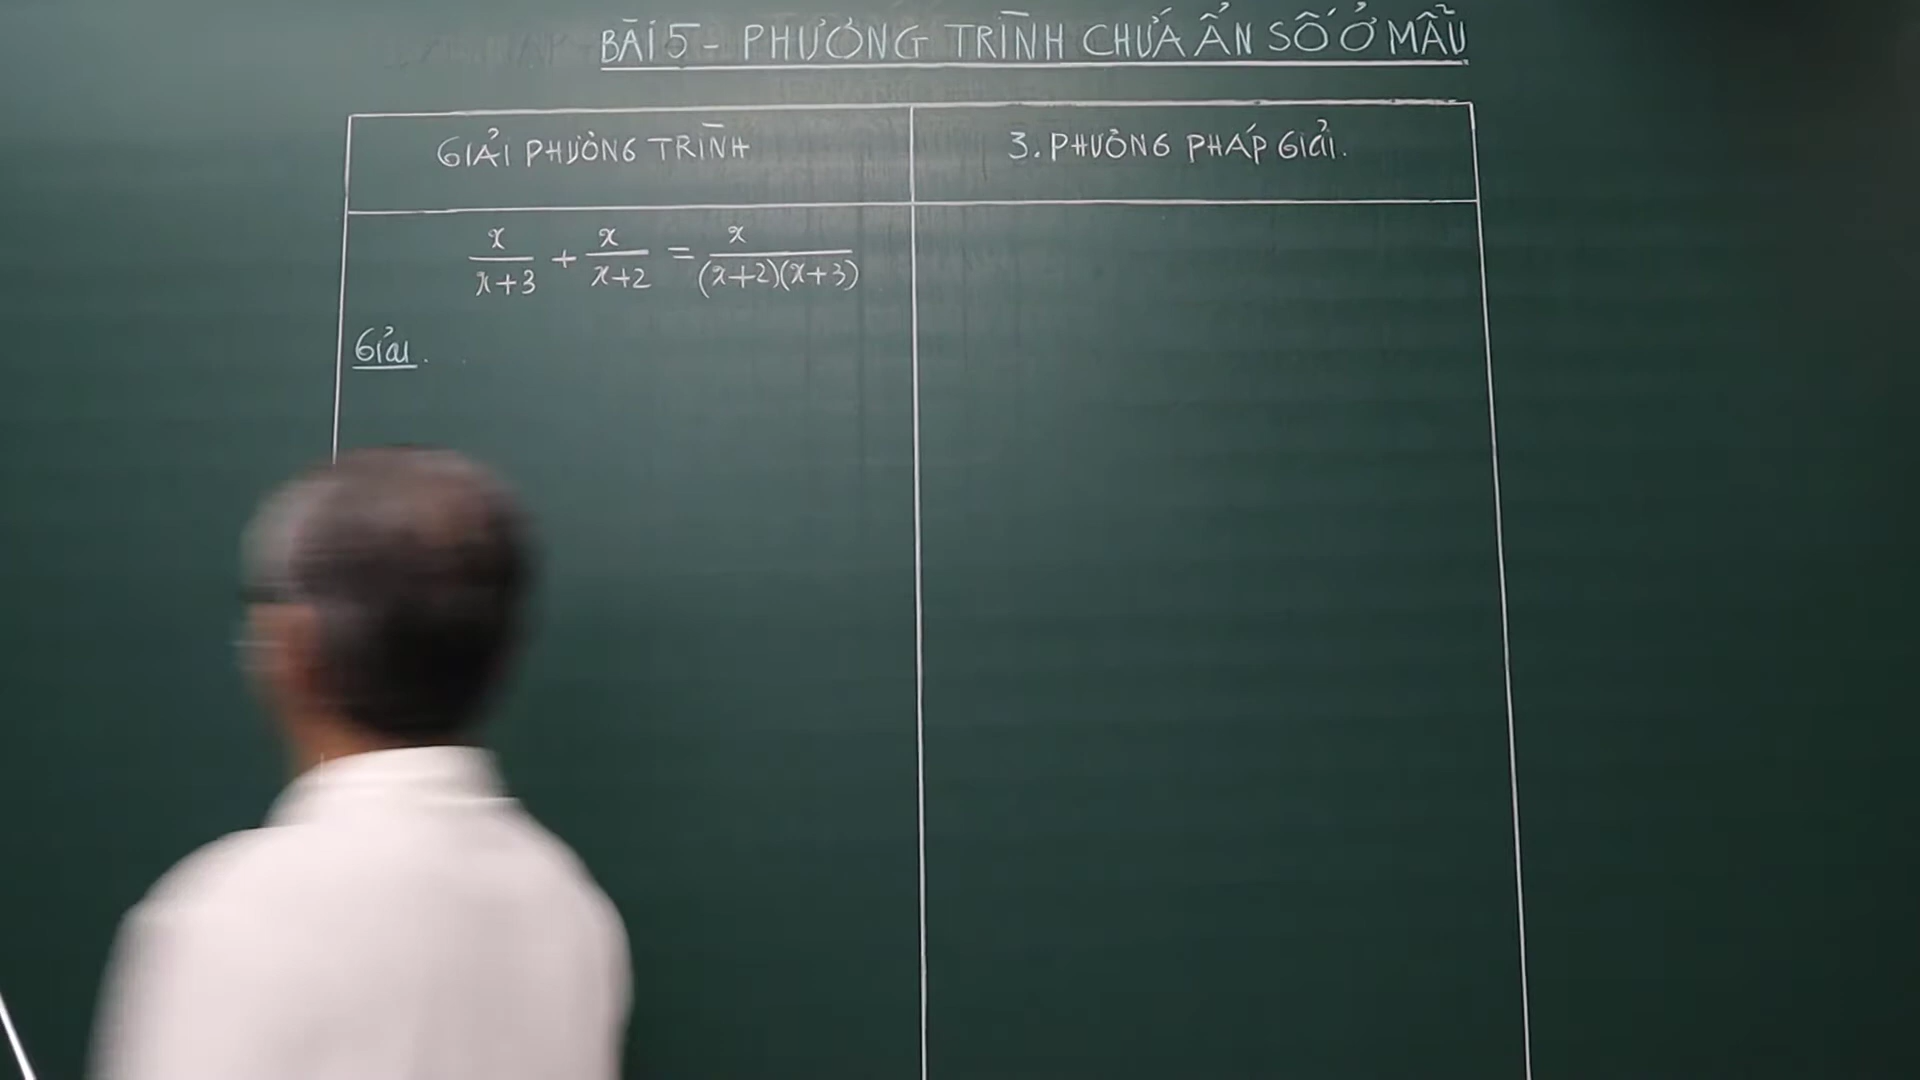 BÀI 5 - PHƯƠNG TRÌNH CHỨA ẨN SỐ Ở MẪU
GIẢI PHƯƠNG TRÌNH
3. PHƯƠNG PHÁP GIẢI.
x/(x+3) + x/(x+2) = x/((x+2)(x+3))
Giải.